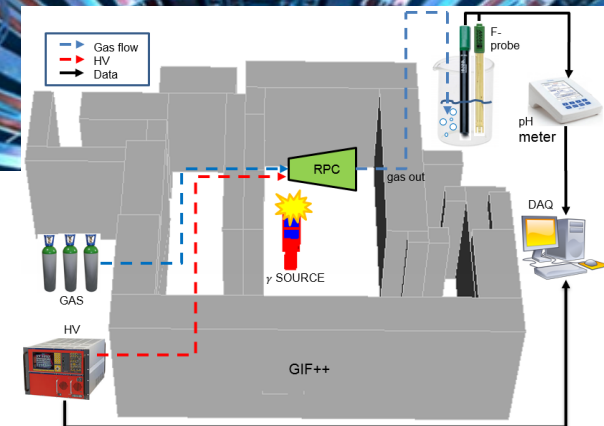 Gas flow
HV
Data
F-
probe
pH
meter
RPC
gas out
DAQ
γ SOURCE
GAS
HV
GIF++